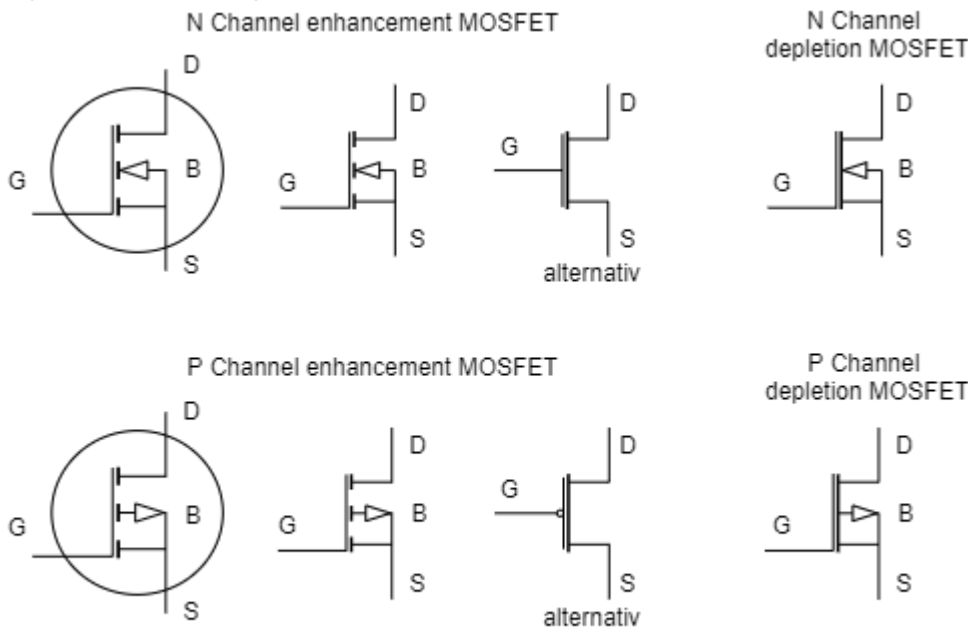 N Channel enhancement MOSFET
N Channel
depletion MOSFET
D
G
B
S
D
G
B
S
D
G
S
alternativ
D
G
B
S
P Channel enhancement MOSFET
P Channel
depletion MOSFET
D
G
B
S
D
G
B
S
D
G
S
alternativ
D
G
B
S